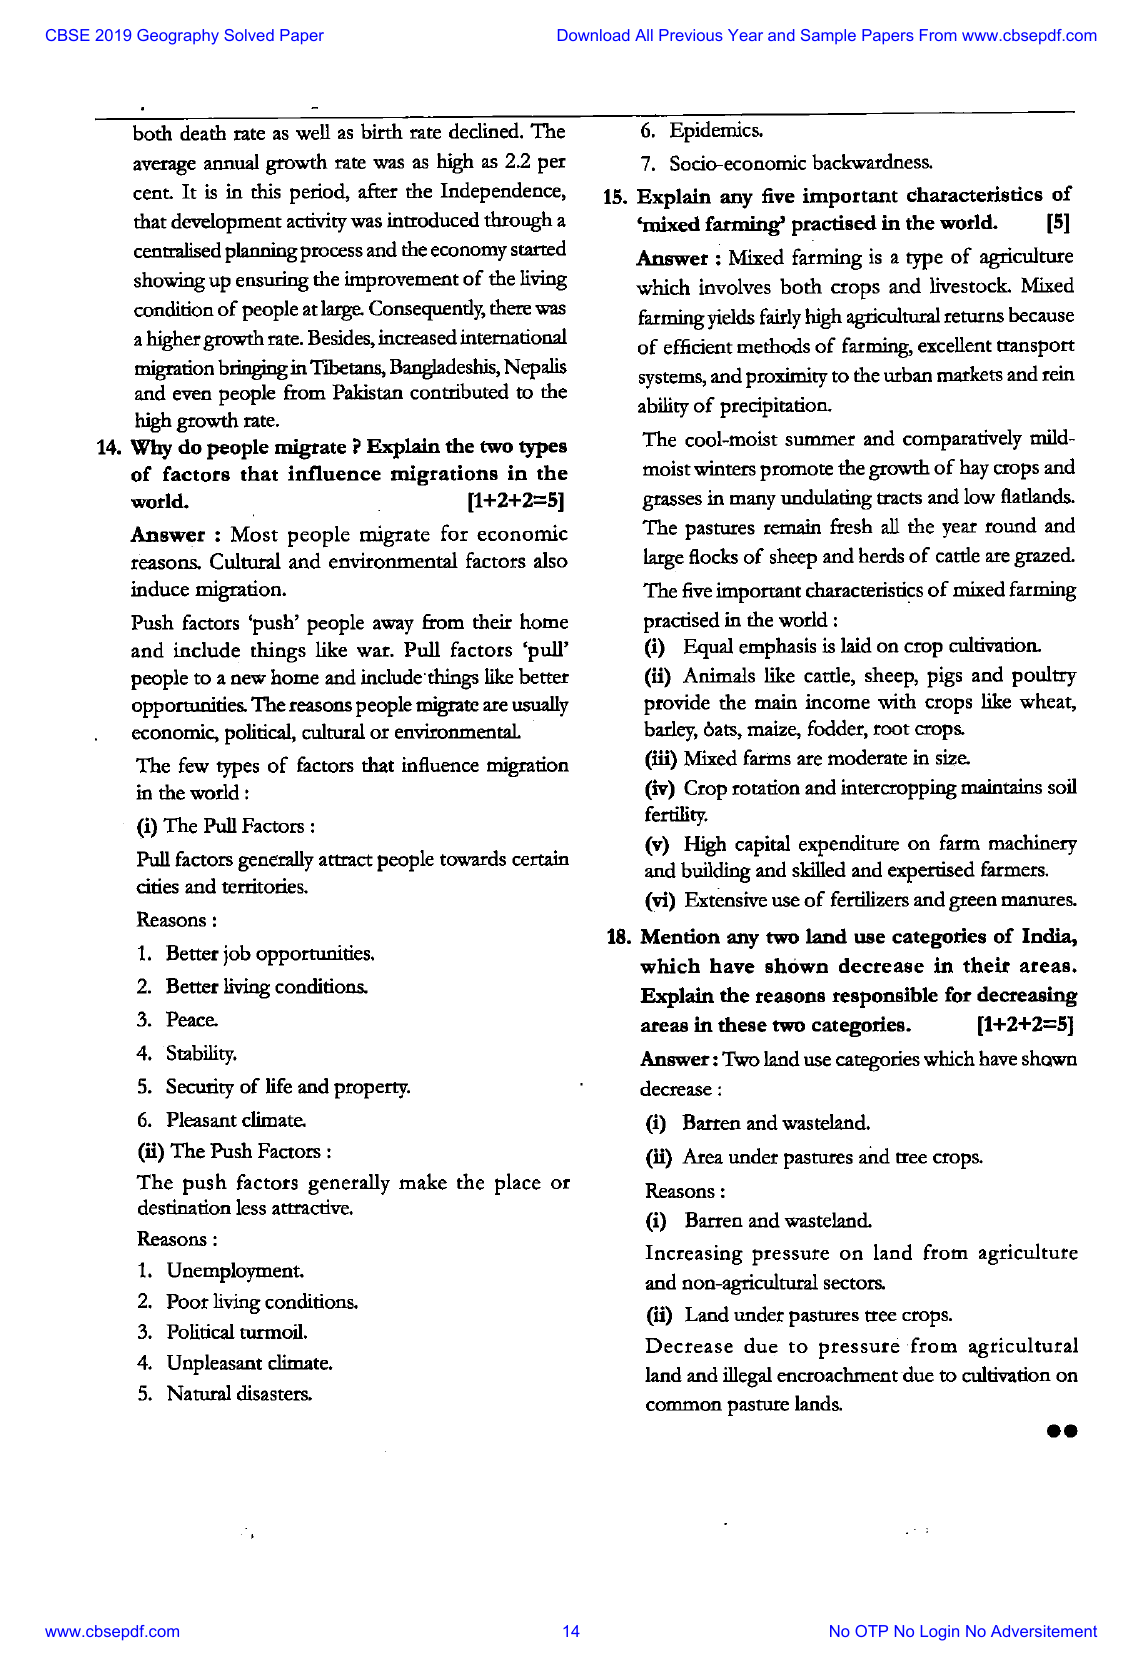 CBSE 2019 Geography Solved Paper
Download All Previous Year and Sample Papers From www.cbsepdf.com
both death rate as well as birth rate declined. The
average annual growth rate was as high as 2.2 per
cent. It is in this period, after the Independence,
that development activity was introduced through a
centralised planning process and the economy started
showing up ensuring the improvement of the living
condition of people at large. Consequently, there was
a higher growth rate. Besides, increased international
migration bringing in Tibetans, Bangladeshis, Nepalis
and even people from Pakistan contributed to the
high growth rate.
14. Why do people migrate ? Explain the two types
of factors that influence migrations in the
world. [1+2+2=5]
Answer : Most people migrate for economic
reasons. Cultural and environmental factors also
induce migration.
Push factors ‘push’ people away from their home
and include things like war. Pull factors ‘pull’
people to a new home and include things like better
opportunities. The reasons people migrate are usually
economic, political, cultural or environmental.
The few types of factors that influence migration
in the world :
(i) The Pull Factors :
Pull factors generally attract people towards certain
cities and territories.
Reasons :
1. Better job opportunities.
2. Better living conditions.
3. Peace.
4. Stability.
5. Security of life and property.
6. Pleasant climate.
(ii) The Push Factors :
The push factors generally make the place or
destination less attractive.
Reasons :
1. Unemployment.
2. Poor living conditions.
3. Political turmoil.
4. Unpleasant climate.
5. Natural disasters.
6. Epidemics.
7. Socio-economic backwardness.
15. Explain any five important characteristics of
‘mixed farming’ practised in the world. [5]
Answer : Mixed farming is a type of agriculture
which involves both crops and livestock. Mixed
farming yields fairly high agricultural returns because
of efficient methods of farming, excellent transport
systems, and proximity to the urban markets and rein
ability of precipitation.
The cool-moist summer and comparatively mild-
moist winters promote the growth of hay crops and
grasses in many undulating tracts and low flatlands.
The pastures remain fresh all the year round and
large flocks of sheep and herds of cattle are grazed.
The five important characteristics of mixed farming
practised in the world :
(i) Equal emphasis is laid on crop cultivation.
(ii) Animals like cattle, sheep, pigs and poultry
provide the main income with crops like wheat,
barley, oats, maize, fodder, root crops.
(iii) Mixed farms are moderate in size.
(iv) Crop rotation and intercropping maintains soil
fertility.
(v) High capital expenditure on farm machinery
and building and skilled and expertised farmers.
(vi) Extensive use of fertilizers and green manures.
18. Mention any two land use categories of India,
which have shown decrease in their areas.
Explain the reasons responsible for decreasing
areas in these two categories. [1+2+2=5]
Answer : Two land use categories which have shown
decrease :
(i) Barren and wasteland.
(ii) Area under pastures and tree crops.
Reasons :
(i) Barren and wasteland.
Increasing pressure on land from agriculture
and non-agricultural sectors.
(ii) Land under pastures tree crops.
Decrease due to pressure from agricultural
land and illegal encroachment due to cultivation on
common pasture lands.
www.cbsepdf.com
14
No OTP No Login No Adversitement